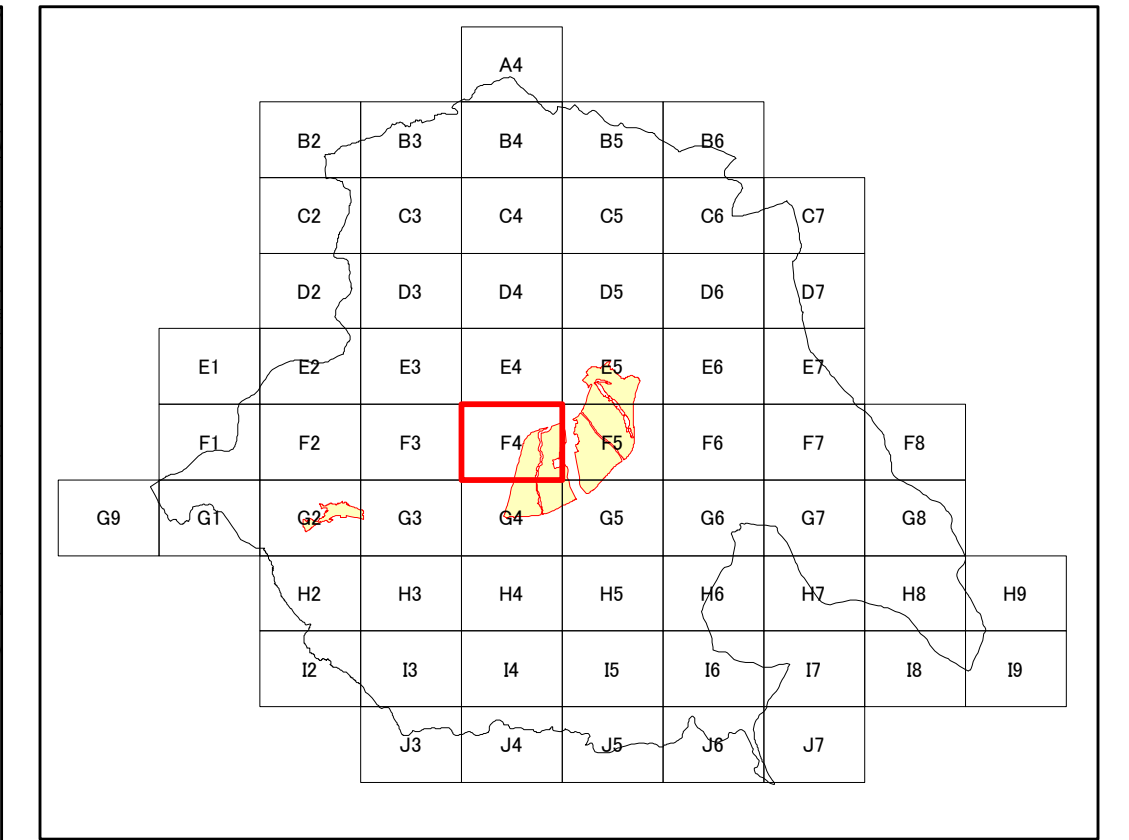 A4
B2 B3 B4 B5 B6
C2 C3 C4 C5 C6 C7
D2 D3 D4 D5 D6 D7
E1 E2 E3 E4 E5 E6 E7
F1 F2 F3 F4 F5 F6 F7 F8
G9 G1 G2 G3 G4 G5 G6 G7 G8
H2 H3 H4 H5 H6 H7 H8 H9
I2 I3 I4 I5 I6 I7 I8 I9
J3 J4 J5 J6 J7